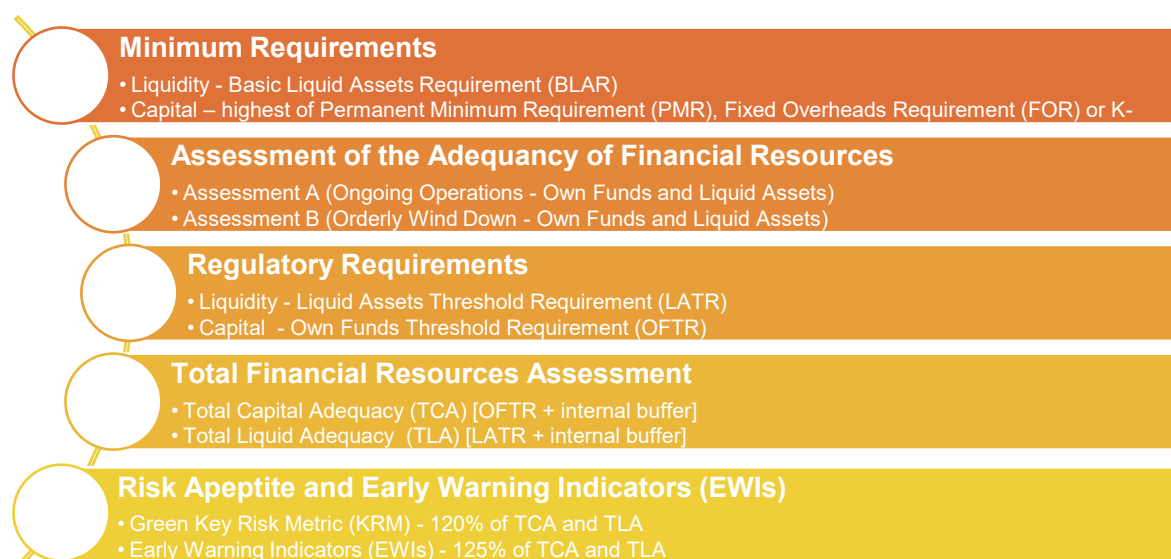 Minimum Requirements
• Liquidity - Basic Liquid Assets Requirement (BLAR)
• Capital – highest of Permanent Minimum Requirement (PMR), Fixed Overheads Requirement (FOR) or K-
Assessment of the Adequancy of Financial Resources
• Assessment A (Ongoing Operations - Own Funds and Liquid Assets)
• Assessment B (Orderly Wind Down - Own Funds and Liquid Assets)
Regulatory Requirements
• Liquidity - Liquid Assets Threshold Requirement (LATR)
• Capital - Own Funds Threshold Requirement (OFTR)
Total Financial Resources Assessment
• Total Capital Adequacy (TCA) [OFTR + internal buffer]
• Total Liquid Adequacy (TLA) [LATR + internal buffer]
Risk Apeptite and Early Warning Indicators (EWIs)
• Green Key Risk Metric (KRM) - 120% of TCA and TLA
• Early Warning Indicators (EWIs) - 125% of TCA and TLA